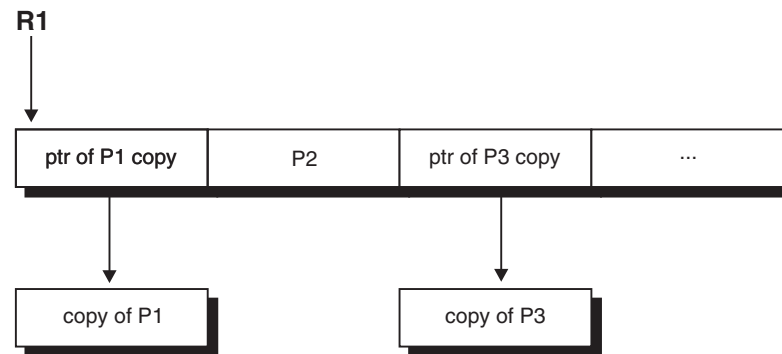 R1
ptr of P1 copy
P2
ptr of P3 copy
...
copy of P1
copy of P3